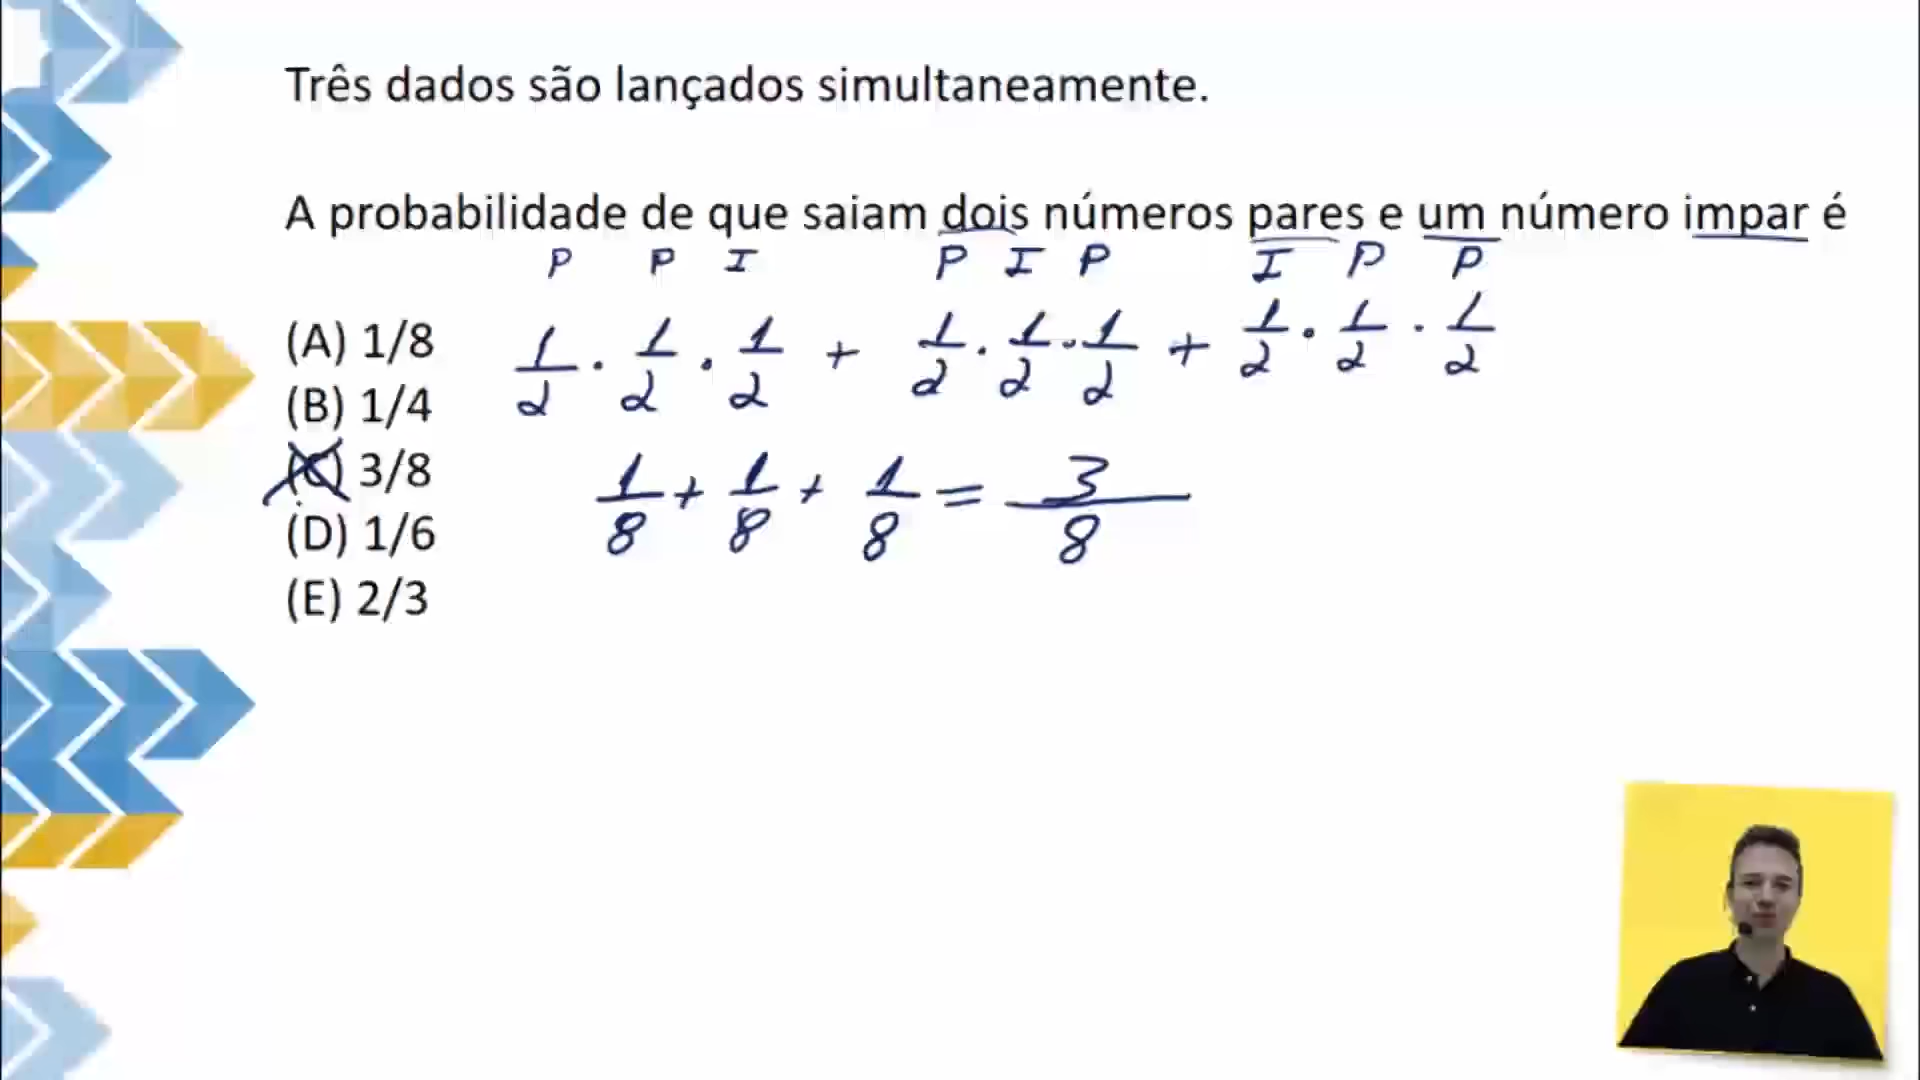 Três dados são lançados simultaneamente.
A probabilidade de que saiam dois números pares e um número impar é
P P I P I P I P P
(A) 1/8 1/2 . 1/2 . 1/2 + 1/2 . 1/2 . 1/2 + 1/2 . 1/2 . 1/2
(B) 1/4
(C) 3/8 1/8 + 1/8 + 1/8 = 3/8
(D) 1/6
(E) 2/3